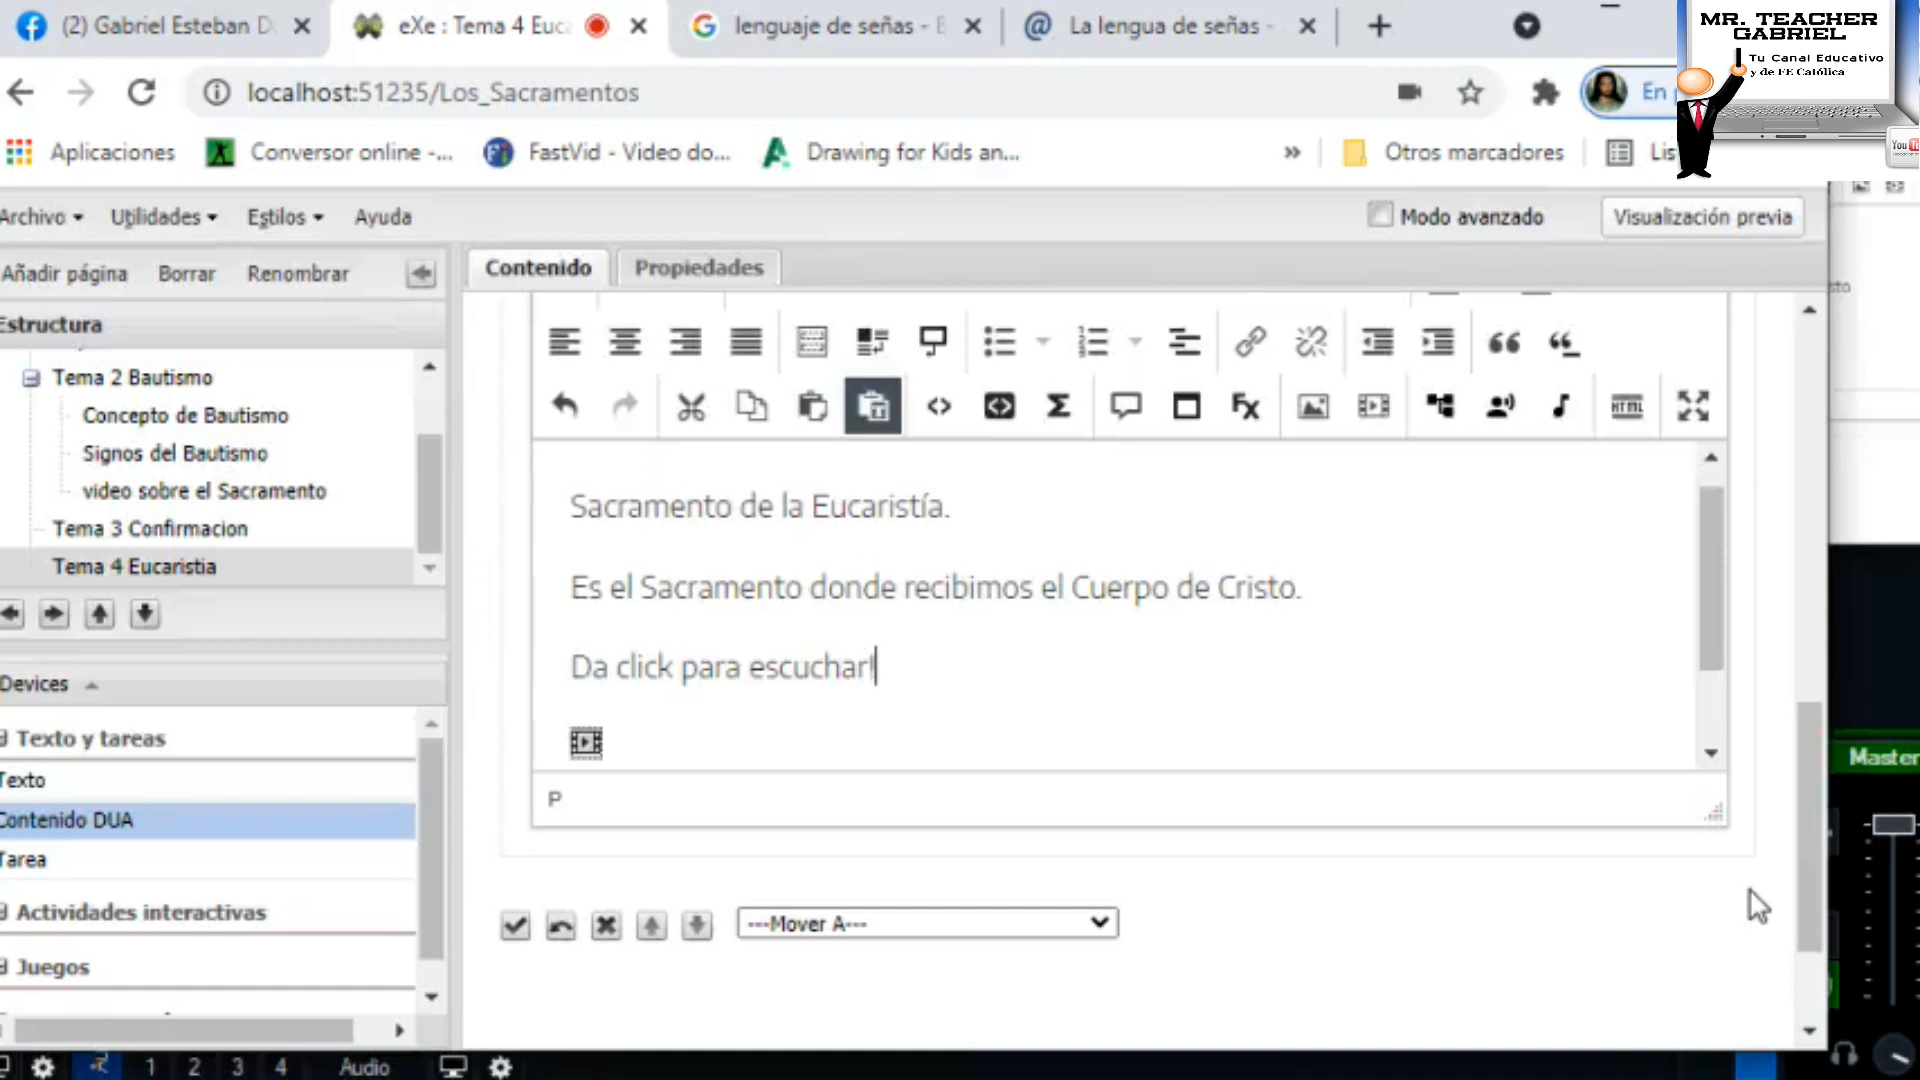 (2) Gabriel Esteban D
eXe : Tema 4 Euca
lenguaje de señas -
La lengua de señas -
MR. TEACHER
GABRIEL
Tu Canal Educativo
y de FE Católica
You
localhost:51235/Los_Sacramentos
En p
Aplicaciones
Conversor online -...
FastVid - Video do...
Drawing for Kids an...
»
Otros marcadores
Lis
Archivo
Utilidades
Estilos
Ayuda
Modo avanzado
Visualización previa
Añadir página
Borrar
Renombrar
Contenido
Propiedades
Estructura
Tema 2 Bautismo
Concepto de Bautismo
Signos del Bautismo
video sobre el Sacramento
Tema 3 Confirmacion
Tema 4 Eucaristia
HTML
Sacramento de la Eucaristía.
Es el Sacramento donde recibimos el Cuerpo de Cristo.
Da click para escuchar!
P
Devices
Texto y tareas
Texto
Contenido DUA
Tarea
Actividades interactivas
Juegos
---Mover A---
Master
1
2
3
4
Audio